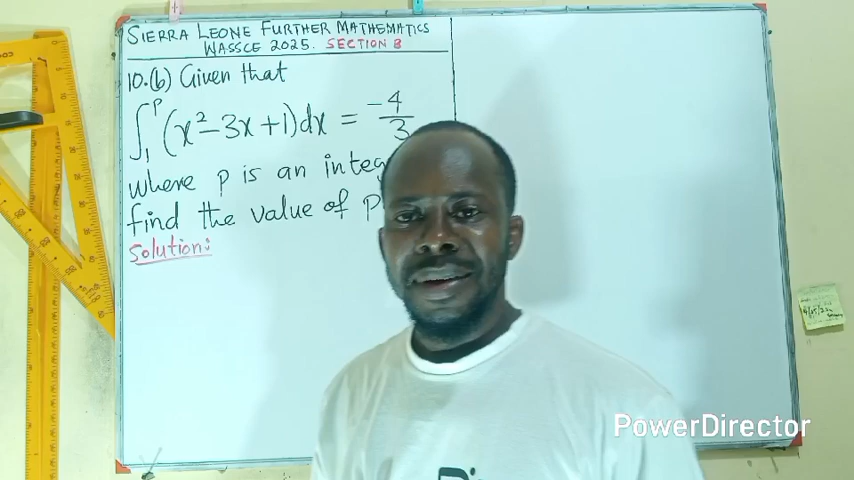 SIERRA LEONE FURTHER MATHEMATICS
WASSCE 2025. SECTION B
10.(b) Given that
∫₁ᴾ (x² - 3x + 1)dx = -4/3
where p is an integ
find the value of p
Solution:
PowerDirector